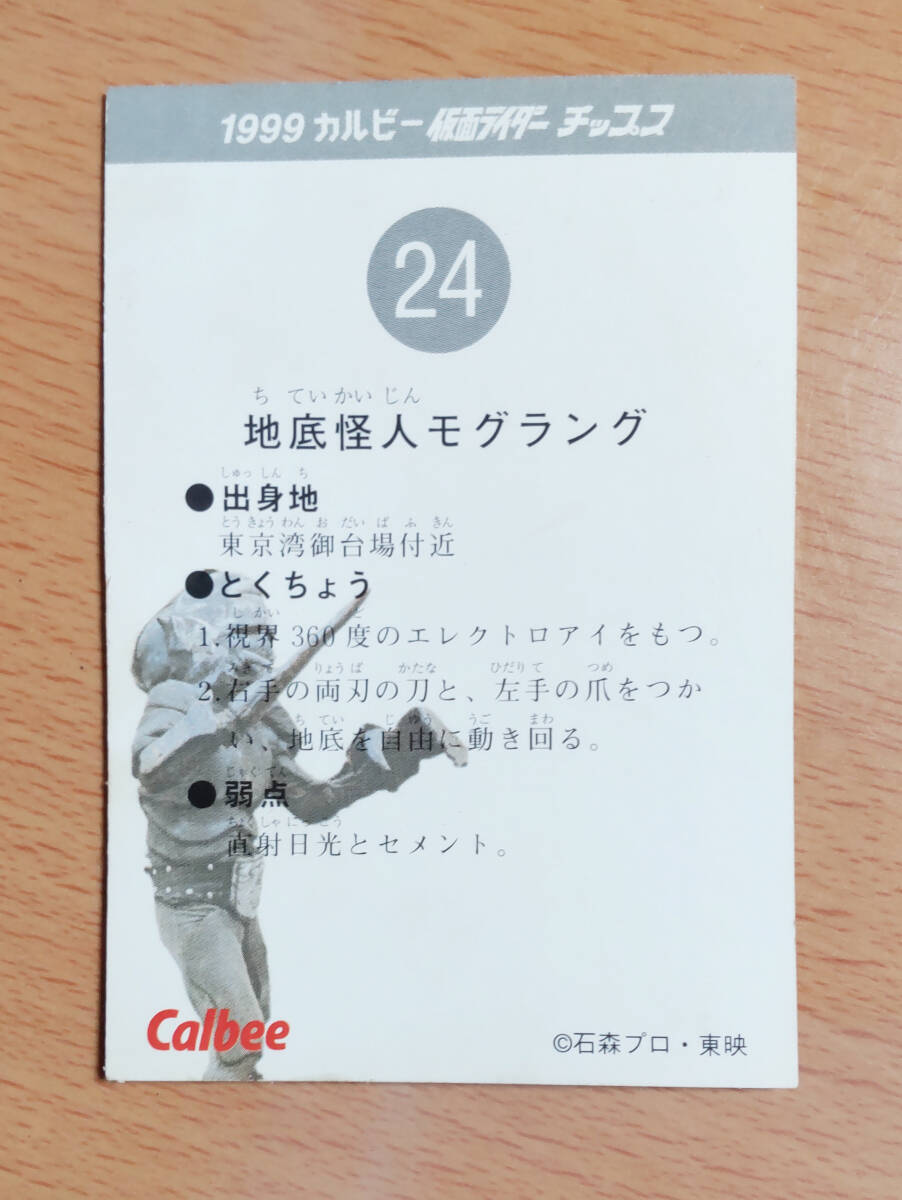 1999 カルビー 仮面ライダー チップス
24
ち てい かい じん
地底怪人モグラング
しゅっ しん ち
●出身地
とう きょう わん お だい ば ふ きん
東京湾御台場付近
●とくちょう
し かい ど
1.視界360度のエレクトロアイをもつ。
みぎ て りょう ば かたな ひだり て つめ
2.右手の両刃の刀と、左手の爪をつか
ち てい じ ゆう うご まわ
い、地底を自由に動き回る。
じゃく てん
●弱点
ちょく しゃ にっ こう
直射日光とセメント。
Calbee
©石森プロ・東映